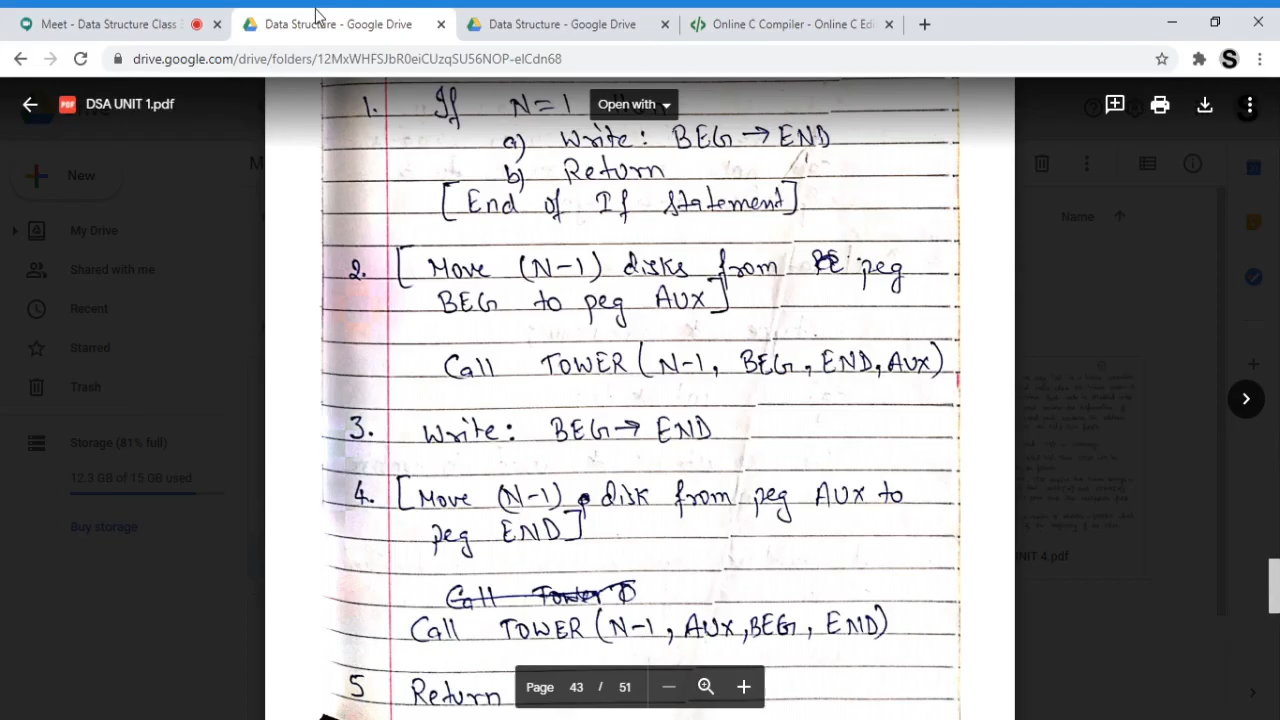 Meet - Data Structure Class
Data Structure - Google Drive
Data Structure - Google Drive
Online C Compiler - Online C Edi
drive.google.com/drive/folders/12MxWHFSJbR0eiCUzqSU56NOP-eICdn68
DSA UNIT 1.pdf
Open with
1. If N=1
a) Write: BEG → END
b) Return
[End of If Statement]
2. [Move (N-1) disks from peg
BEG to peg AUX]
Call TOWER (N-1, BEG, END, AUX)
3. Write: BEG → END
4. [Move (N-1) disk from peg AUX to
peg END]
Call Tower
Call TOWER (N-1, AUX, BEG, END)
5 Return
Page 43 / 51
New
My Drive
Shared with me
Recent
Starred
Trash
Storage (81% full)
12.3 GB of 15 GB used
Buy storage
Name
NIT 4.pdf